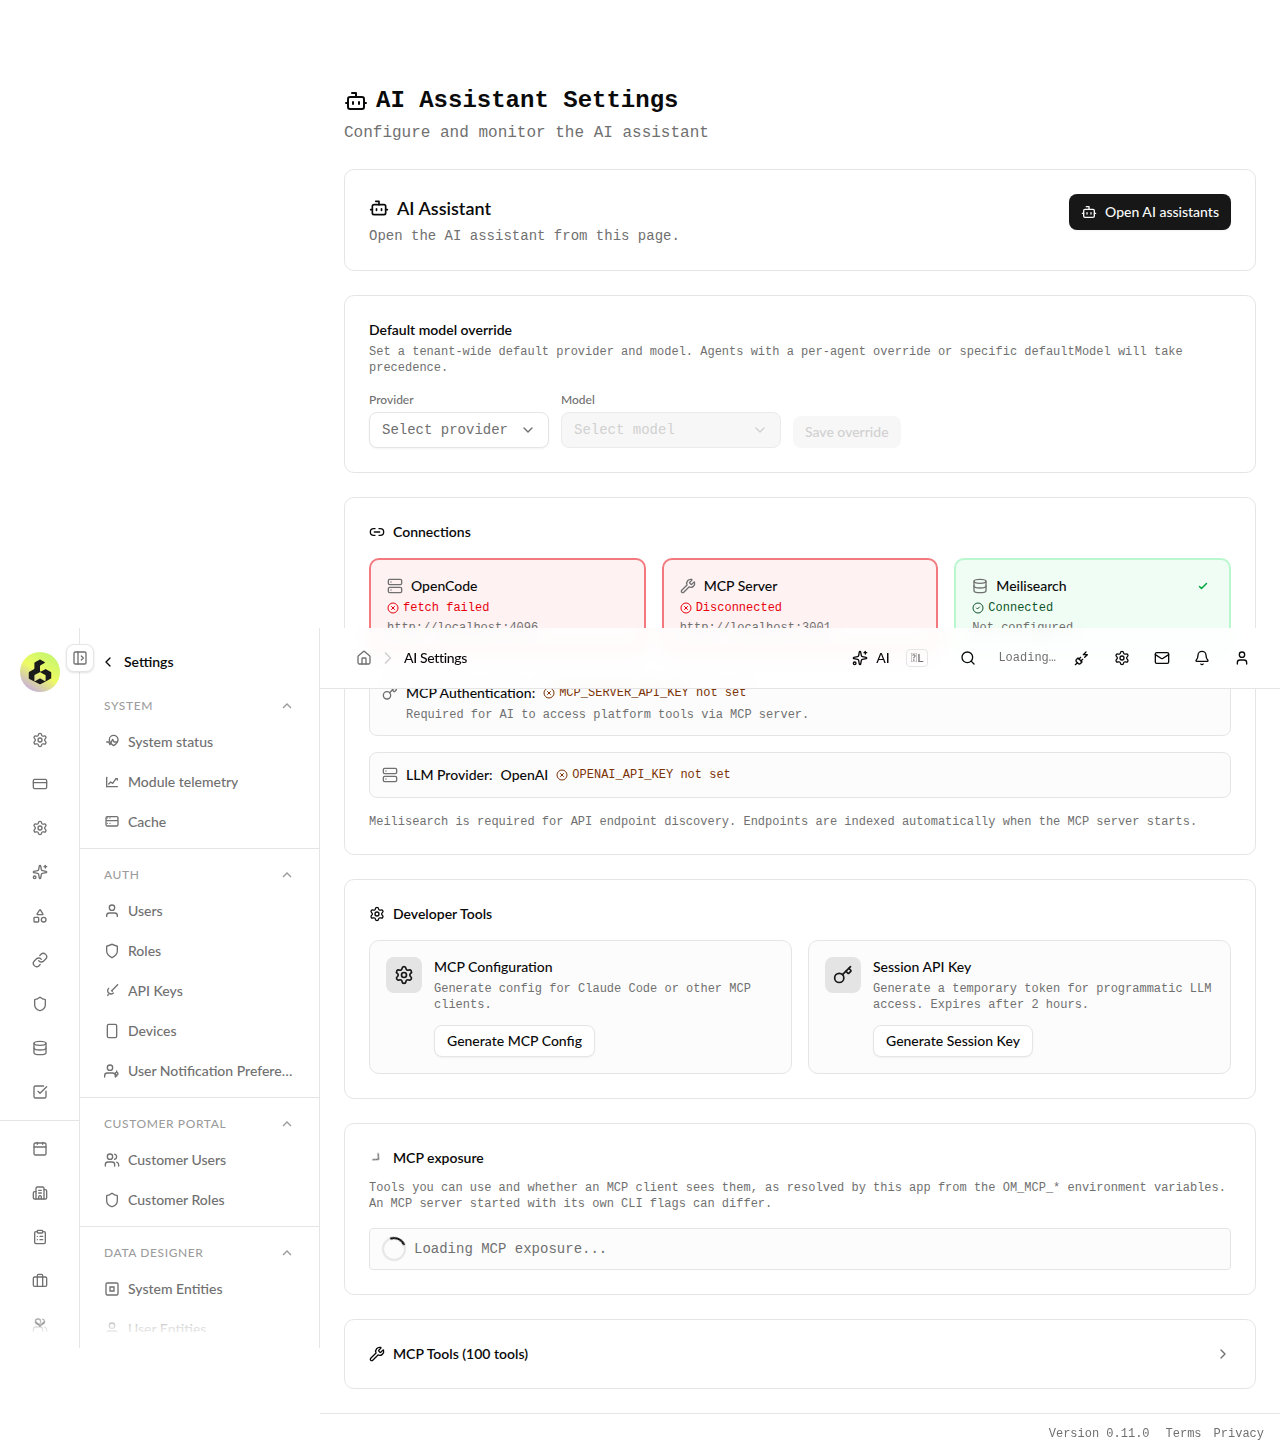 AI Assistant Settings
Configure and monitor the AI assistant
AI Assistant
Open the AI assistant from this page.
Open AI assistants
Default model override
Set a tenant-wide default provider and model. Agents with a per-agent override or specific defaultModel will take
precedence.
Provider
Model
Select provider
Select model
Save override
Connections
OpenCode
fetch failed
http://localhost:4096
MCP Server
Disconnected
http://localhost:3001
Meilisearch
Connected
Not configured
Settings
AI Settings
AI
L
Loading…
SYSTEM
System status
Module telemetry
Cache
AUTH
Users
Roles
API Keys
Devices
User Notification Prefere...
CUSTOMER PORTAL
Customer Users
Customer Roles
DATA DESIGNER
System Entities
User Entities
MCP Authentication: MCP_SERVER_API_KEY not set
Required for AI to access platform tools via MCP server.
LLM Provider: OpenAI OPENAI_API_KEY not set
Meilisearch is required for API endpoint discovery. Endpoints are indexed automatically when the MCP server starts.
Developer Tools
MCP Configuration
Generate config for Claude Code or other MCP
clients.
Generate MCP Config
Session API Key
Generate a temporary token for programmatic LLM
access. Expires after 2 hours.
Generate Session Key
MCP exposure
Tools you can use and whether an MCP client sees them, as resolved by this app from the OM_MCP_* environment variables.
An MCP server started with its own CLI flags can differ.
Loading MCP exposure...
MCP Tools (100 tools)
Version 0.11.0 Terms Privacy